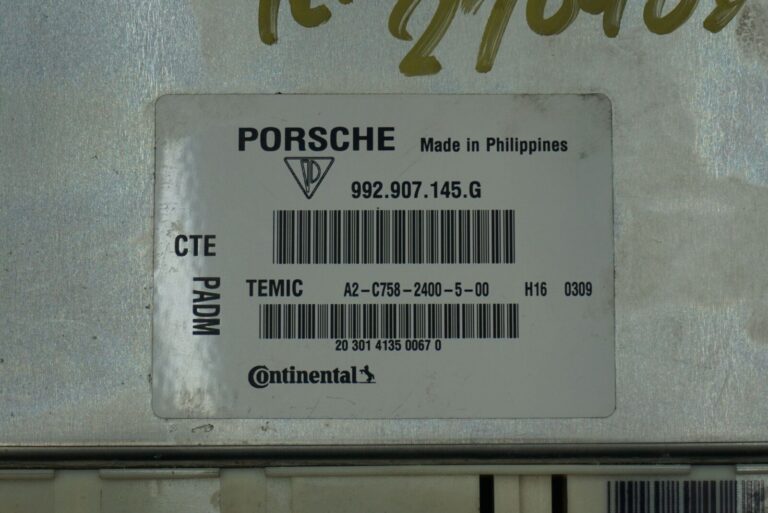 PORSCHE Made in Philippines
992.907.145.G
CTE
PADM
TEMIC A2-C758-2400-5-00 H16 0309
20 301 4135 0067 0
Continental